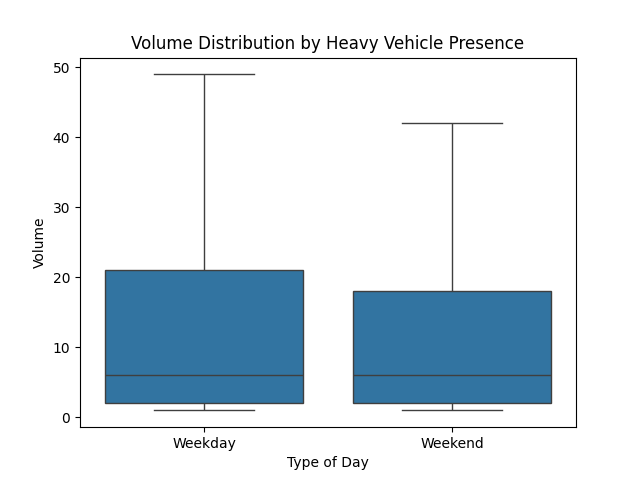 Volume Distribution by Heavy Vehicle Presence
50
40
30
20
10
0
Volume
Weekday
Weekend
Type of Day